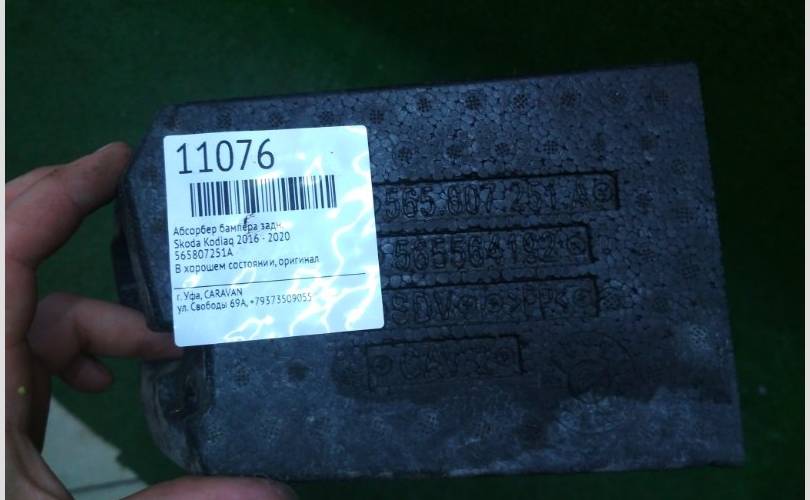 11076
Абсорбер бампера задн
Skoda Kodiaq 2016 - 2020
565807251A
В хорошем состоянии, оригинал
г. Уфа, CARAVAN
ул. Свободы 69А, +79373509055
565.807.251.A
565564192